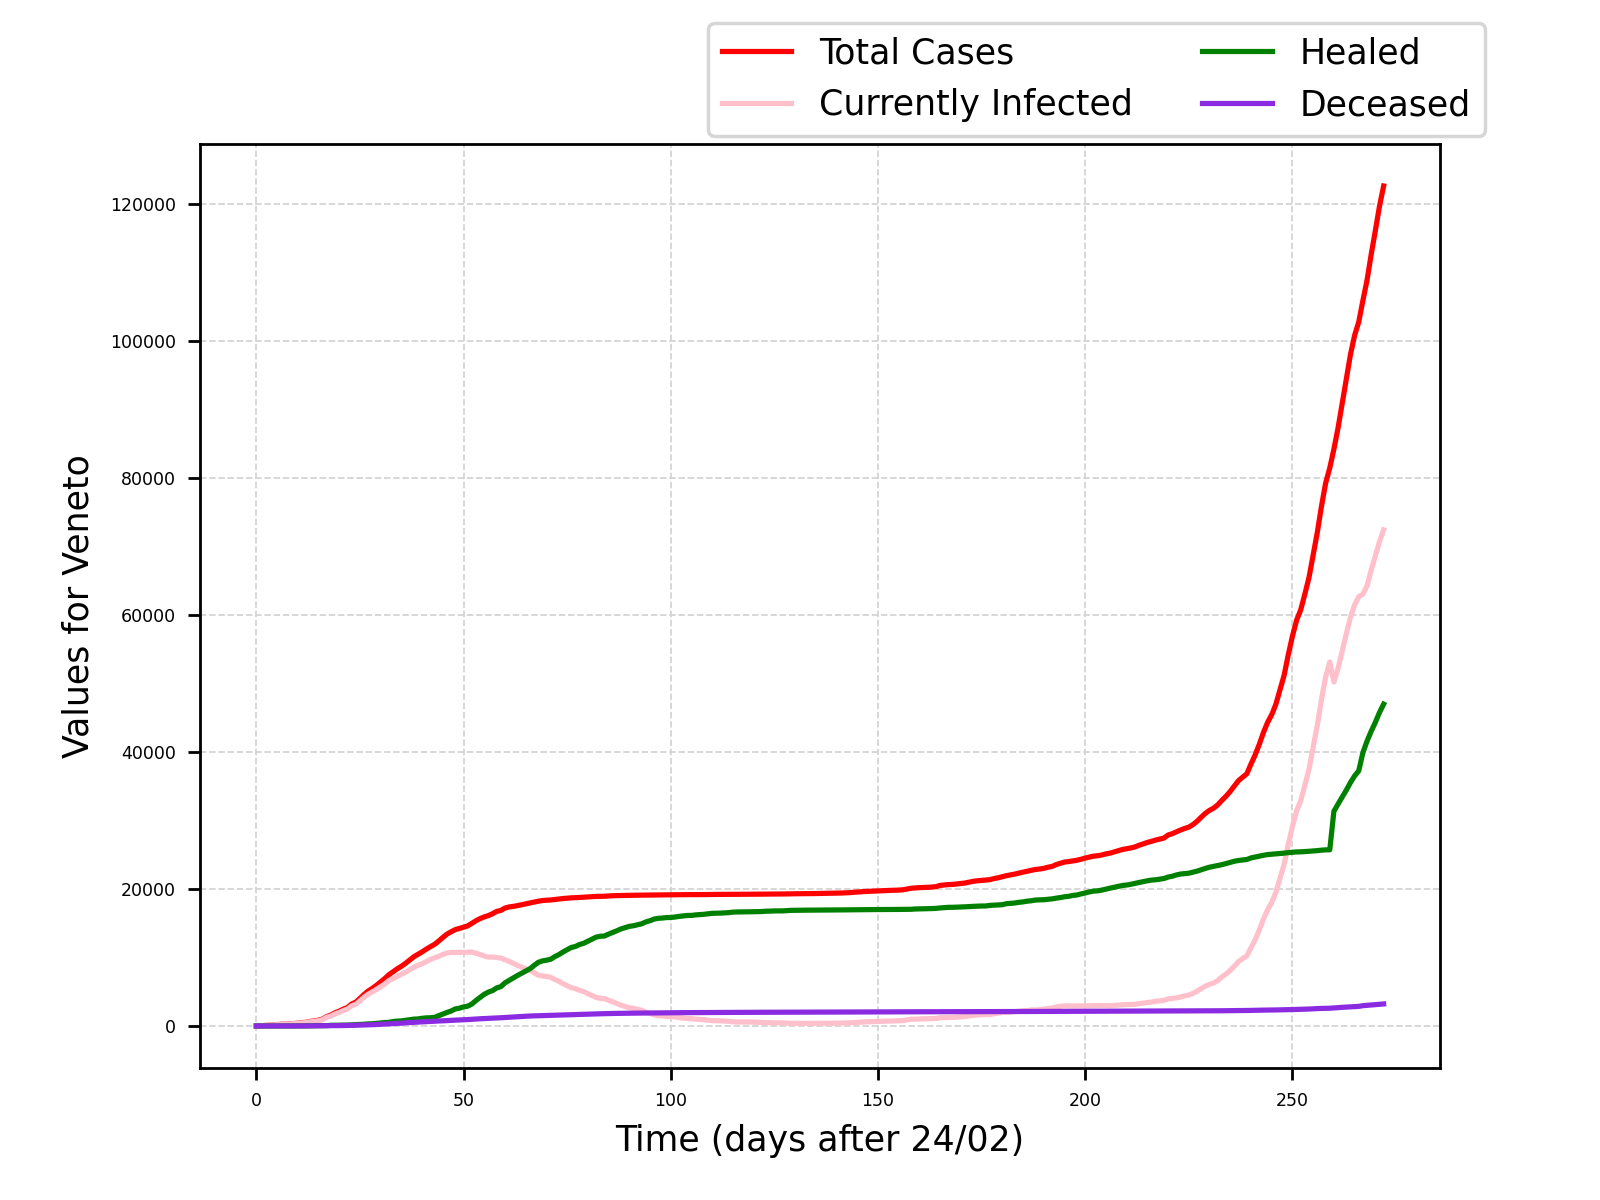 Total Cases
Currently Infected
Healed
Deceased
120000
100000
80000
60000
40000
20000
0
Values for Veneto
0 50 100 150 200 250
Time (days after 24/02)